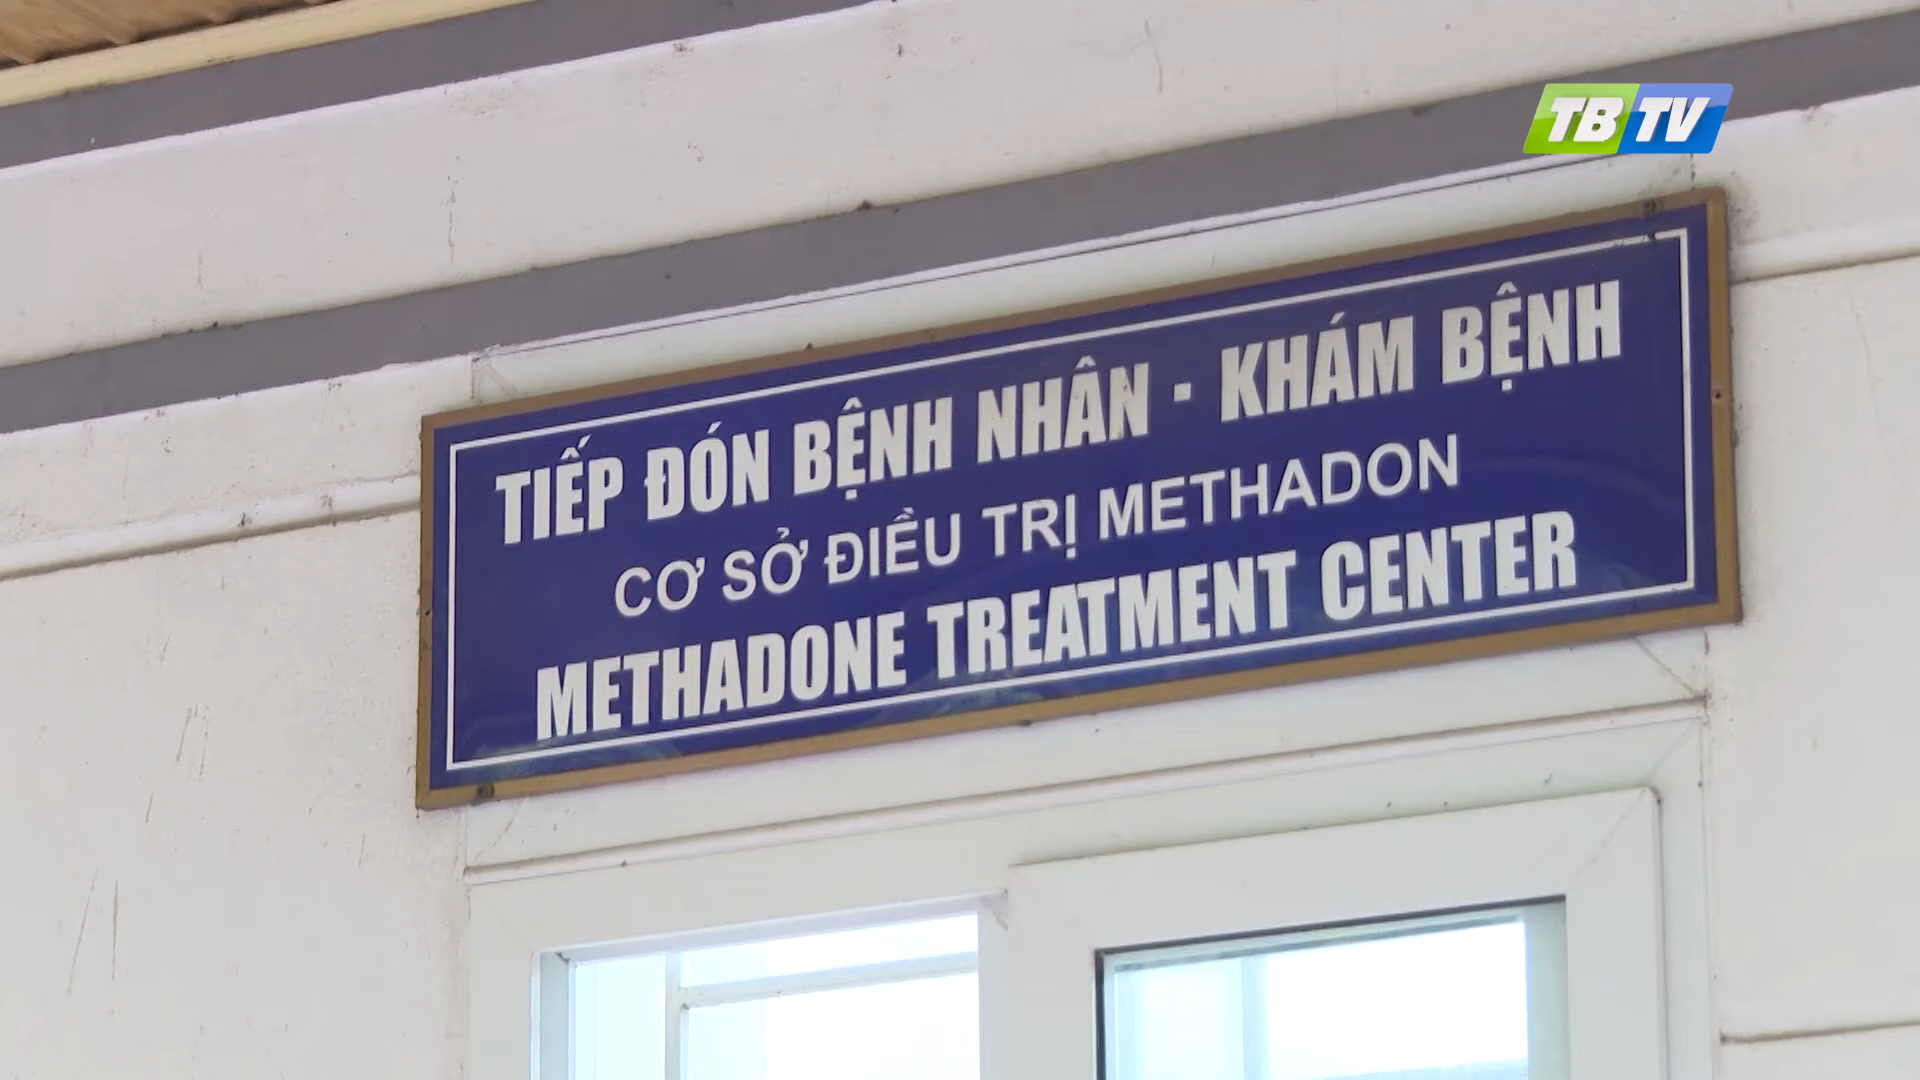 TBTV
TIẾP ĐÓN BỆNH NHÂN - KHÁM BỆNH
CƠ SỞ ĐIỀU TRỊ METHADON
METHADONE TREATMENT CENTER